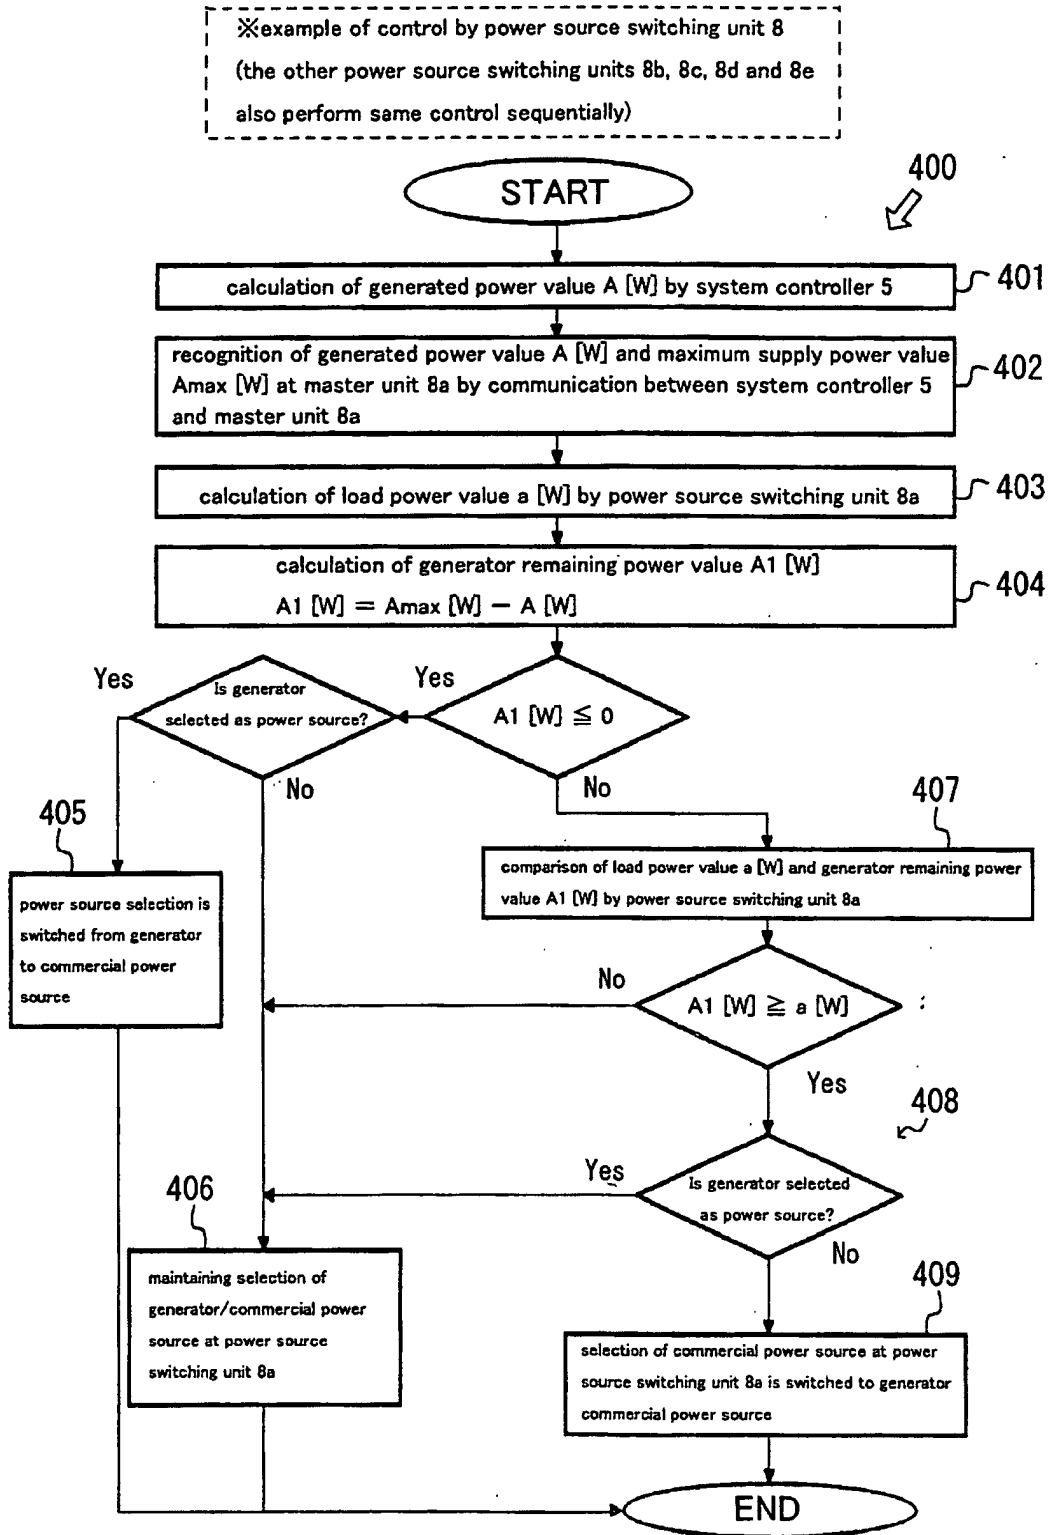 ※example of control by power source switching unit 8
(the other power source switching units 8b, 8c, 8d and 8e
also perform same control sequentially)
START
400
calculation of generated power value A [W] by system controller 5
401
recognition of generated power value A [W] and maximum supply power value
Amax [W] at master unit 8a by communication between system controller 5
and master unit 8a
402
calculation of load power value a [W] by power source switching unit 8a
403
calculation of generator remaining power value A1 [W]
A1 [W] = Amax [W] − A [W]
404
Yes
Is generator
selected as power source?
Yes
A1 [W] ≦ 0
No
No
405
407
power source selection is
switched from generator
to commercial power
source
comparison of load power value a [W] and generator remaining power
value A1 [W] by power source switching unit 8a
No
A1 [W] ≧ a [W]
Yes
408
Yes
Is generator selected
as power source?
No
406
maintaining selection of
generator/commercial power
source at power source
switching unit 8a
409
selection of commercial power source at power
source switching unit 8a is switched to generator
commercial power source
END